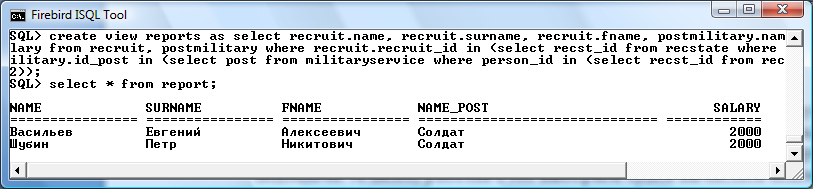 Firebird ISQL Tool
SQL> create view reports as select recruit.name, recruit.surname, recruit.fname, postmilitary.nam
lary from recruit, postmilitary where recruit.recruit_id in (select recst_id from recstate where
ilitary.id_post in (select post from militaryservice where person_id in (select recst_id from rec
2));
SQL> select * from report;
NAME SURNAME FNAME NAME_POST SALARY
================ ================ ================ ============================= ============
Васильев Евгений Алексеевич Солдат 2000
Шубин Петр Никитович Солдат 2000